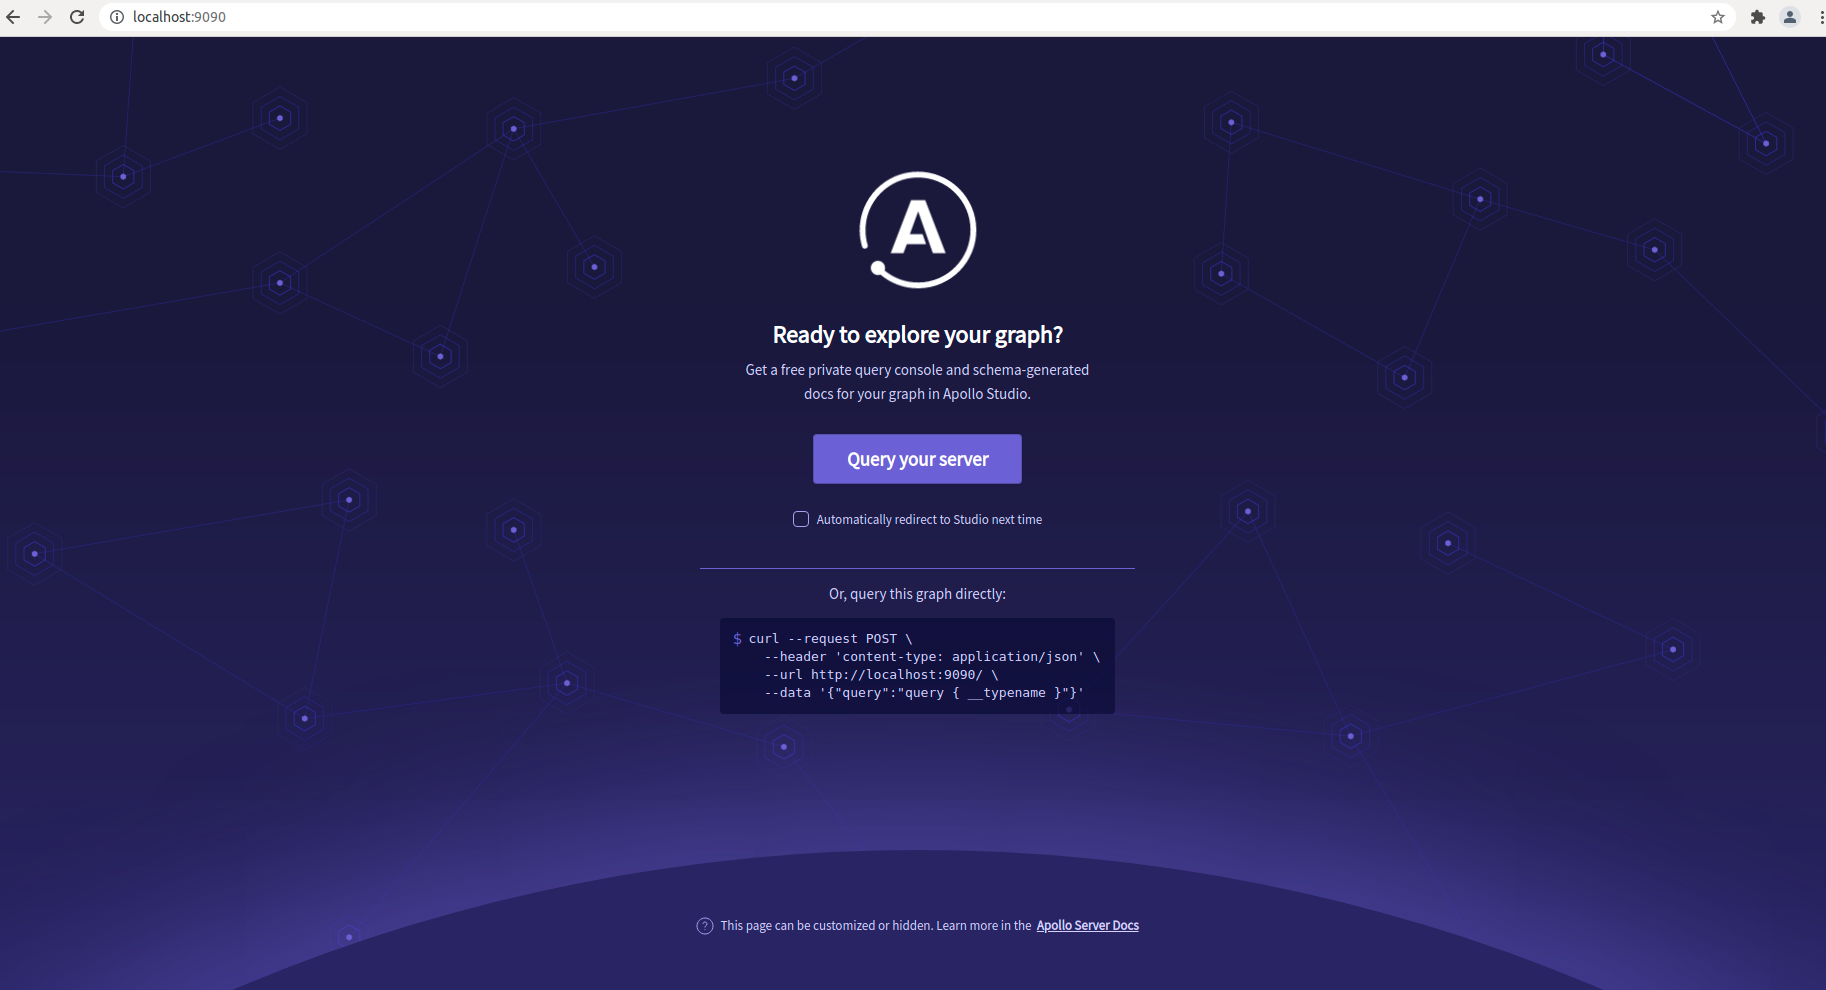 localhost:9090
A
Ready to explore your graph?
Get a free private query console and schema-generated
docs for your graph in Apollo Studio.
Query your server
Automatically redirect to Studio next time
Or, query this graph directly:
$ curl --request POST \
--header 'content-type: application/json' \
--url http://localhost:9090/ \
--data '{"query":"query { __typename }"}'
? This page can be customized or hidden. Learn more in the Apollo Server Docs